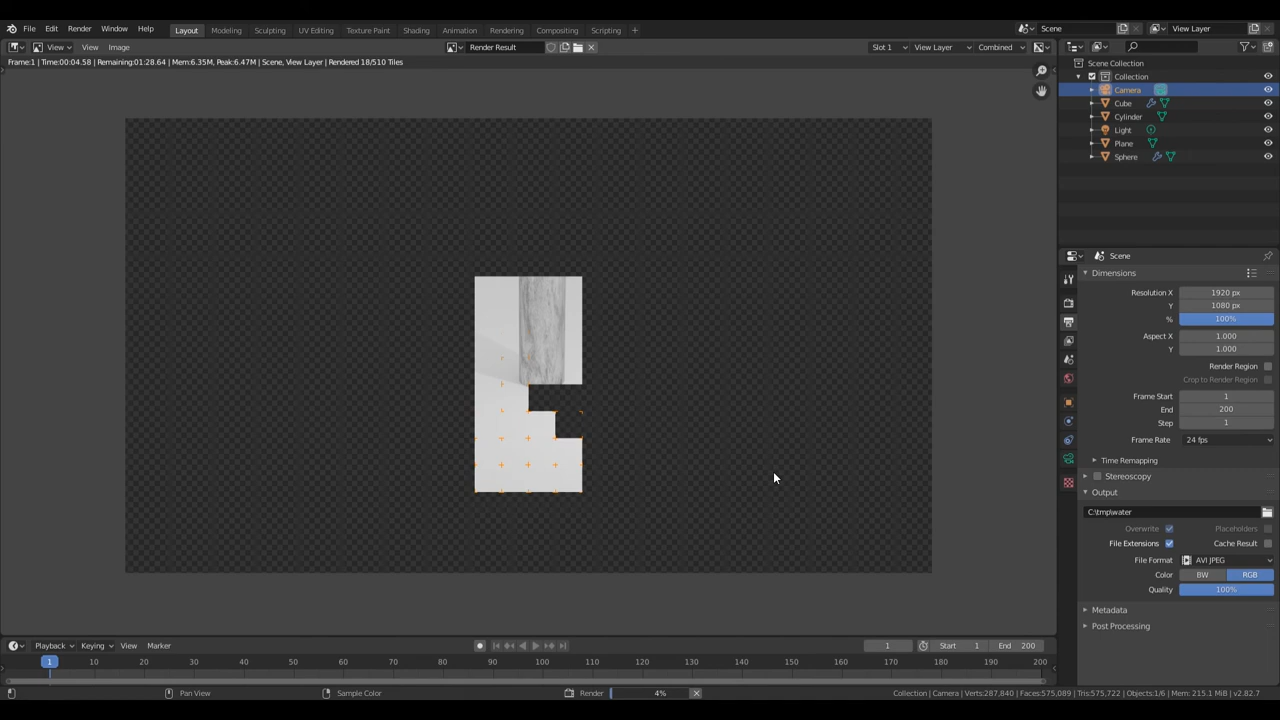 File Edit Render Window Help Layout Modeling Sculpting UV Editing Texture Paint Shading Animation Rendering Compositing Scripting + Scene View Layer
View View Image Render Result Slot 1 View Layer Combined
Frame:1 | Time:00:04.58 | Remaining:01:28.64 | Mem:6.35M, Peak:6.47M | Scene, View Layer | Rendered 18/510 Tiles
Scene Collection
Collection
Camera
Cube
Cylinder
Light
Plane
Sphere
Scene
Dimensions
Resolution X 1920 px
Y 1080 px
% 100%
Aspect X 1.000
Y 1.000
Render Region
Crop to Render Region
Frame Start 1
End 200
Step 1
Frame Rate 24 fps
Time Remapping
Stereoscopy
Output
C:\tmp\water
Overwrite Placeholders
File Extensions Cache Result
File Format AVI JPEG
Color BW RGB
Quality 100%
Metadata
Post Processing
Playback Keying View Marker 1 Start 1 End 200
1 10 20 30 40 50 60 70 80 90 100 110 120 130 140 150 160 170 180 190 200
Pan View Sample Color Render 4% Collection | Camera | Verts:287,840 | Faces:575,089 | Tris:575,722 | Objects:1/6 | Mem: 215.1 MiB | v2.82.7